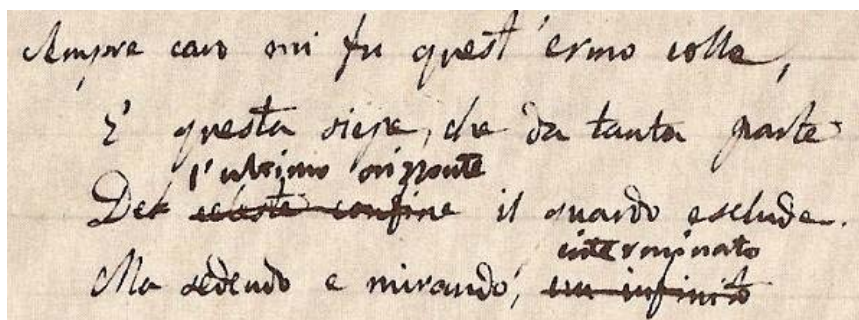 Sempre caro mi fu quest'ermo colle,
E questa siepe, che da tanta parte
l'ultimo orizzonte
Del celeste confine il guardo esclude.
interminato
Ma sedendo e mirando, un infinito